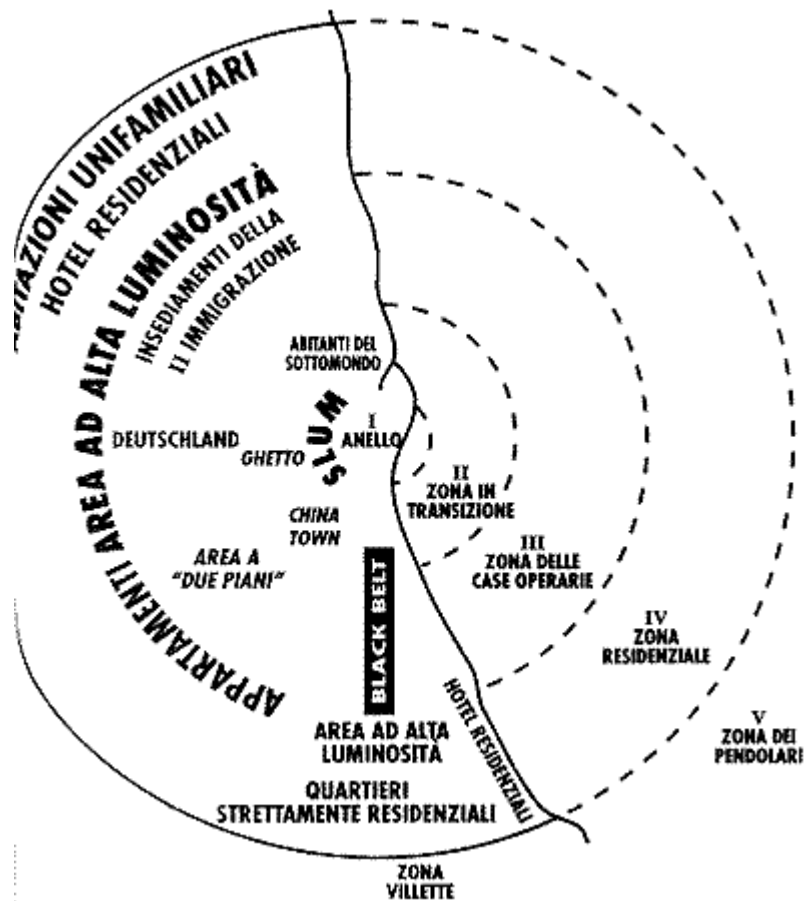 ABITAZIONI UNIFAMILIARI
HOTEL RESIDENZIALI
APPARTAMENTI AREA AD ALTA LUMINOSITÀ
INSEDIAMENTI DELLA
II IMMIGRAZIONE
ABITANTI DEL
SOTTOMONDO
SLUM
I
ANELLO
DEUTSCHLAND
GHETTO
CHINA
TOWN
AREA A
"DUE PIANI"
BLACK BELT
AREA AD ALTA
LUMINOSITÀ
QUARTIERI
STRETTAMENTE RESIDENZIALI
HOTEL RESIDENZIALI
ZONA
VILLETTE
II
ZONA IN
TRANSIZIONE
III
ZONA DELLE
CASE OPERARIE
IV
ZONA
RESIDENZIALE
V
ZONA DEI
PENDOLARI